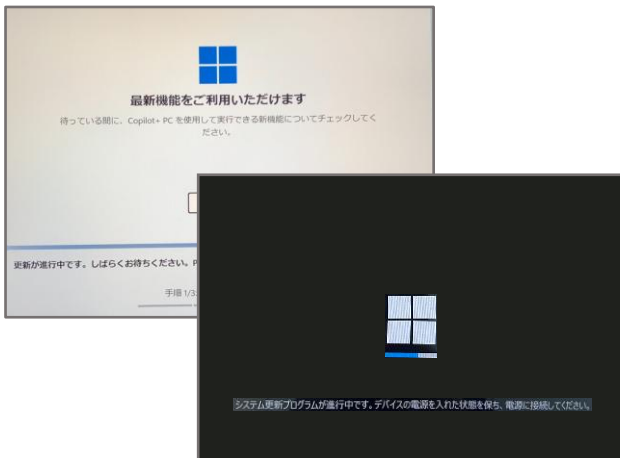 最新機能をご利用いただけます
待っている間に、Copilot+ PC を使用して実行できる新機能についてチェックしてく
ださい。
更新が進行中です。しばらくお待ちください。P
手順 1/3:
システム更新プログラムが進行中です。デバイスの電源を入れた状態を保ち、電源に接続してください。